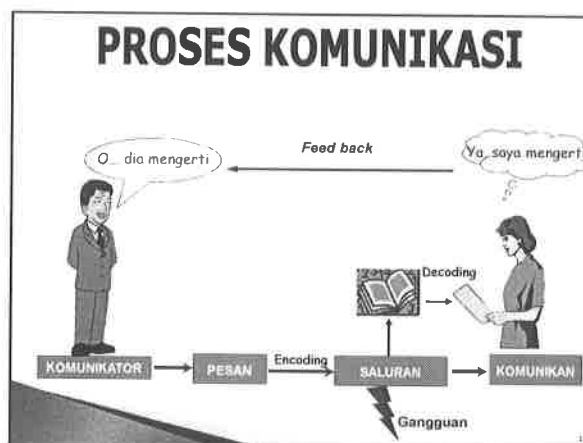 PROSES KOMUNIKASI
O... dia mengerti
Feed back
Ya, saya mengert
Decoding
KOMUNIKATOR
PESAN
Encoding
SALURAN
KOMUNIKAN
Gangguan